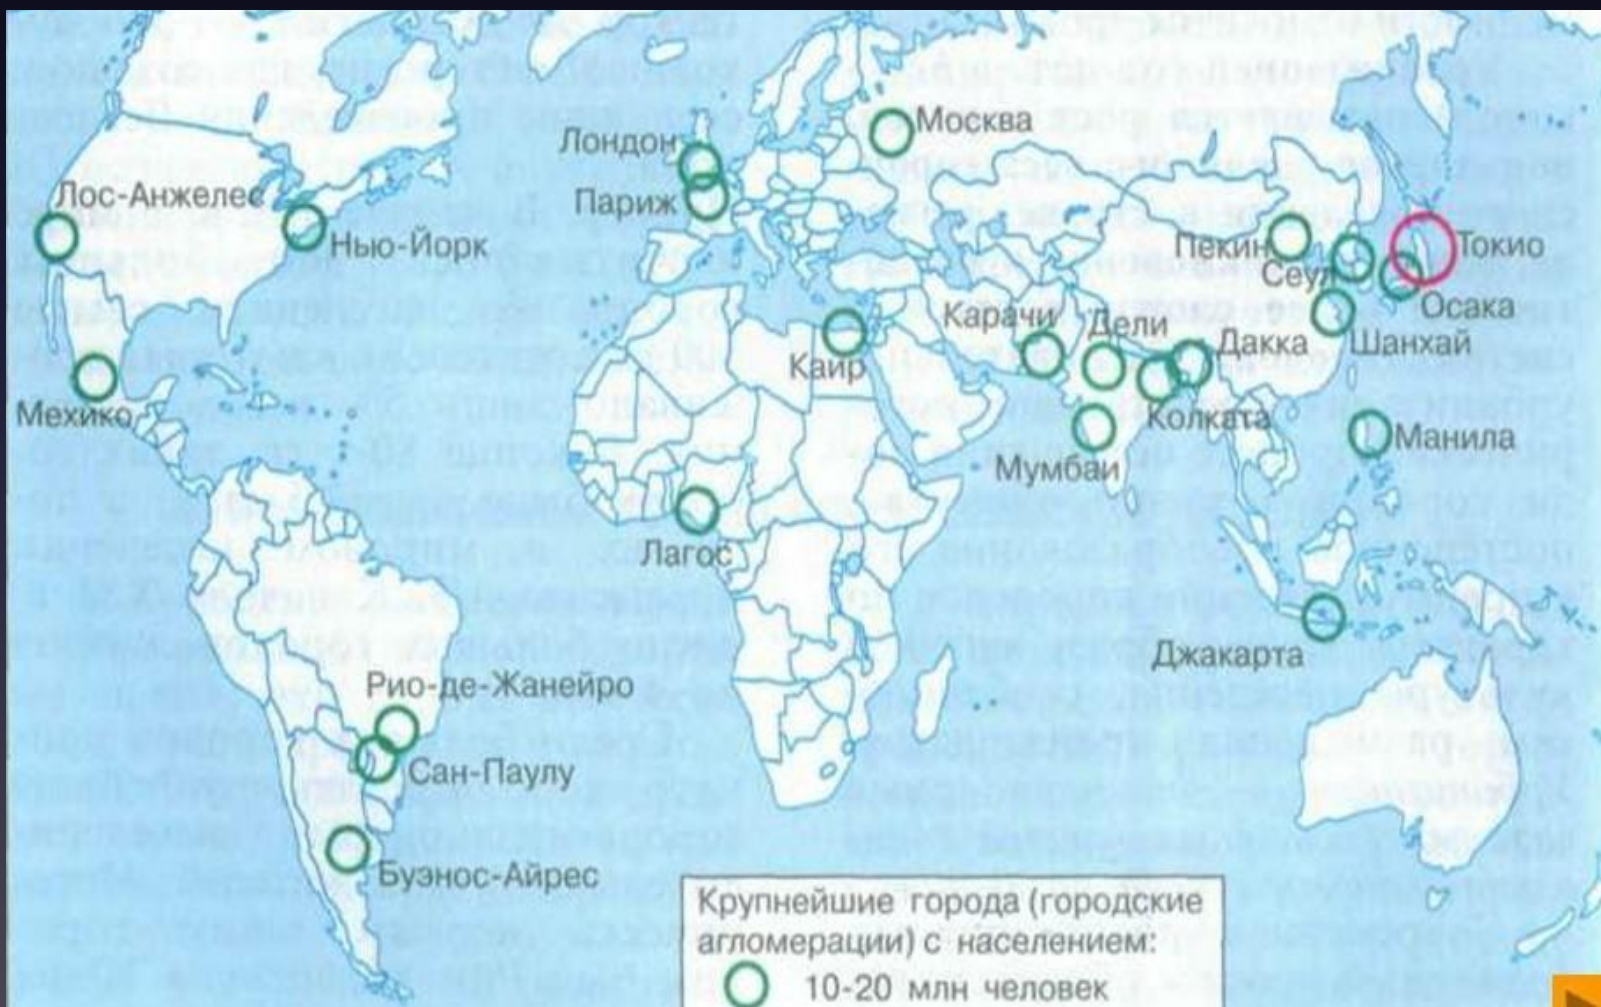 Москва
Лондон
Париж
Лос-Анжелес
Нью-Йорк
Пекин
Токио
Сеул
Осака
Карачи
Дели
Дакка
Шанхай
Каир
Мехико
Колката
Манила
Мумбаи
Лагос
Джакарта
Рио-де-Жанейро
Сан-Паулу
Буэнос-Айрес
Крупнейшие города (городские
агломерации) с населением:
10-20 млн человек